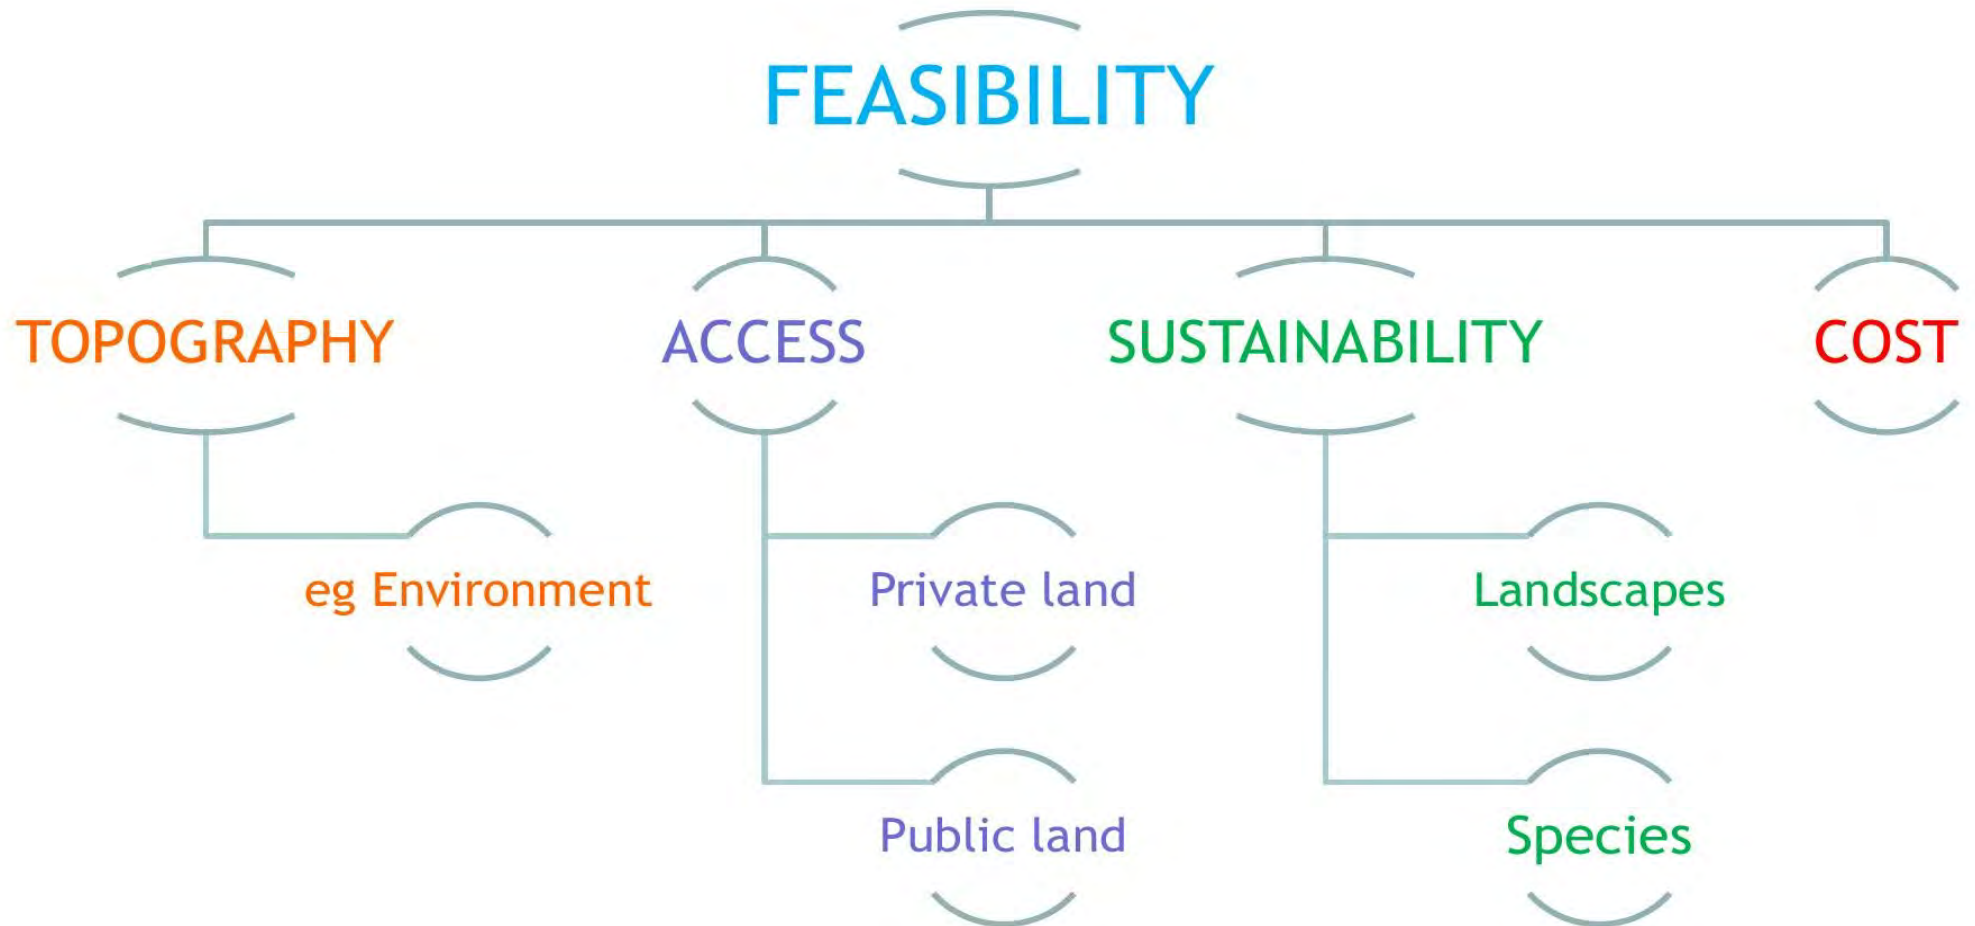 FEASIBILITY
TOPOGRAPHY
ACCESS
SUSTAINABILITY
COST
eg Environment
Private land
Landscapes
Public land
Species